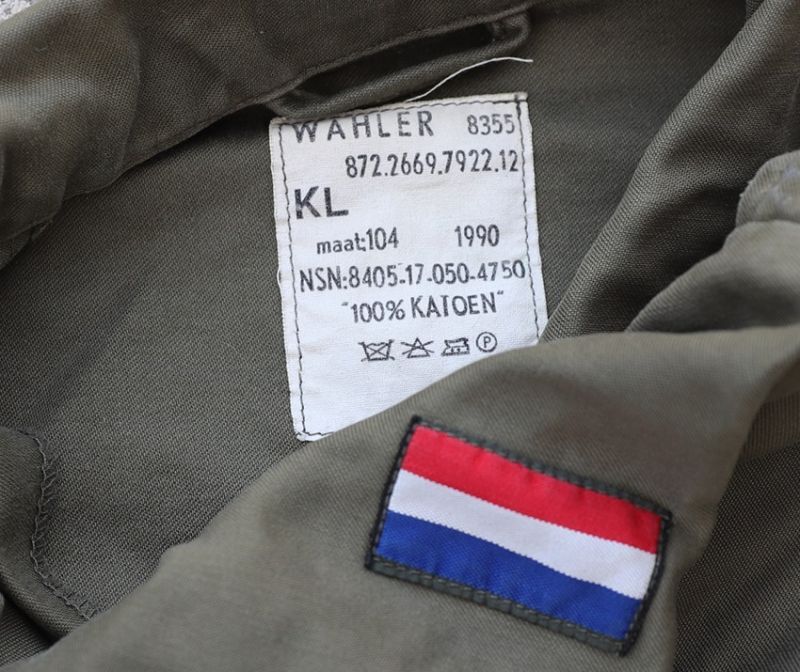 WAHLER 8355
872.2669.7922.12
KL
maat:104 1990
NSN:8405-17-050-4750
"100% KATOEN"
P